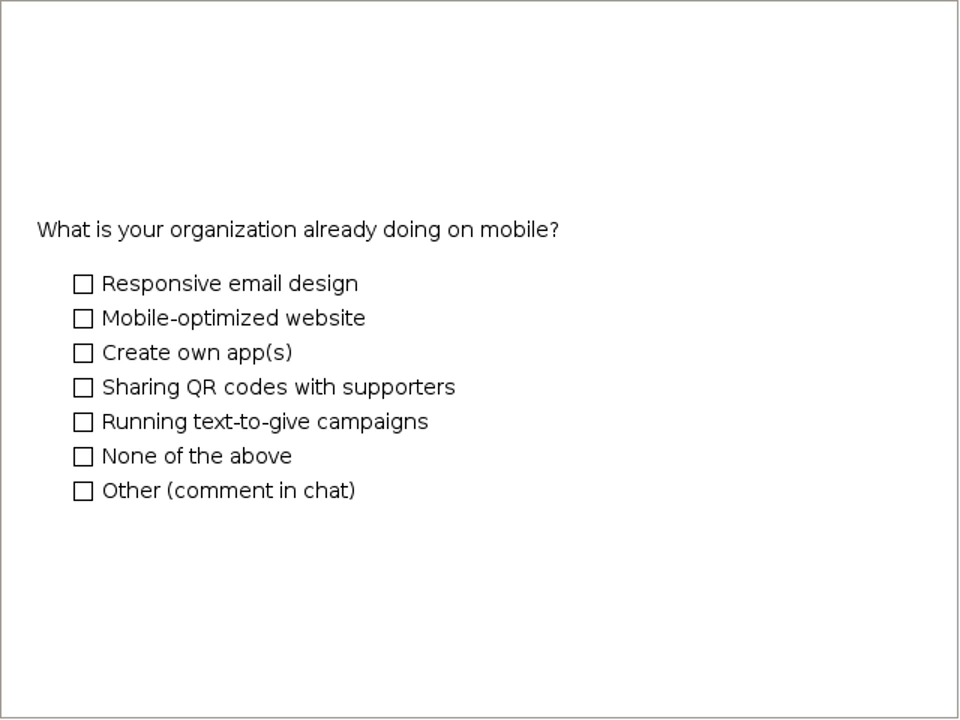 What is your organization already doing on mobile?
Responsive email design
Mobile-optimized website
Create own app(s)
Sharing QR codes with supporters
Running text-to-give campaigns
None of the above
Other (comment in chat)